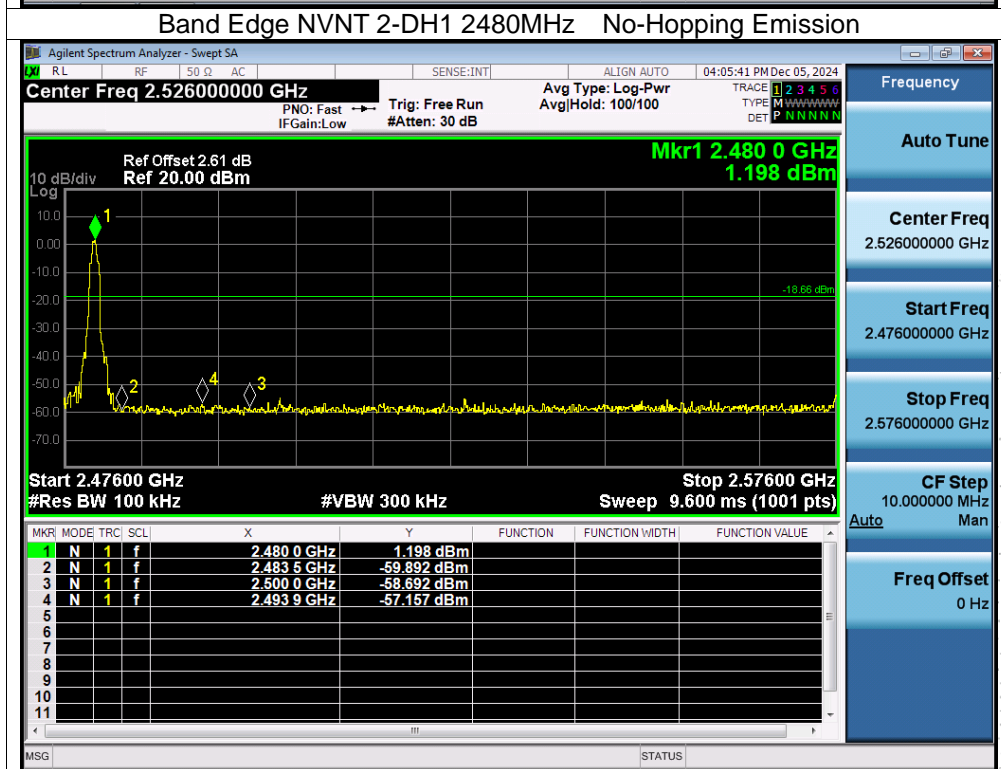 Band Edge NVNT 2-DH1 2480MHz No-Hopping Emission
Agilent Spectrum Analyzer - Swept SA
LXI RL RF 50 Ω AC SENSE:INT ALIGN AUTO 04:05:41 PM Dec 05, 2024
Center Freq 2.526000000 GHz
PNO: Fast
IFGain:Low
Trig: Free Run
#Atten: 30 dB
Avg Type: Log-Pwr
Avg|Hold: 100/100
TRACE 1 2 3 4 5 6
TYPE M WWWWW
DET P N N N N N
Frequency
Auto Tune
Center Freq
2.526000000 GHz
Start Freq
2.476000000 GHz
Stop Freq
2.576000000 GHz
CF Step
10.000000 MHz
Auto Man
Freq Offset
0 Hz
Mkr1 2.480 0 GHz
1.198 dBm
Ref Offset 2.61 dB
10 dB/div Ref 20.00 dBm
Log
10.0
0.00
-10.0
-20.0
-30.0
-40.0
-50.0
-60.0
-70.0
1
2
4
3
-18.66 dBm
Start 2.47600 GHz Stop 2.57600 GHz
#Res BW 100 kHz #VBW 300 kHz Sweep 9.600 ms (1001 pts)
MKR MODE TRC SCL X Y FUNCTION FUNCTION WIDTH FUNCTION VALUE
1 N 1 f 2.480 0 GHz 1.198 dBm
2 N 1 f 2.483 5 GHz -59.892 dBm
3 N 1 f 2.500 0 GHz -58.692 dBm
4 N 1 f 2.493 9 GHz -57.157 dBm
5
6
7
8
9
10
11
MSG STATUS